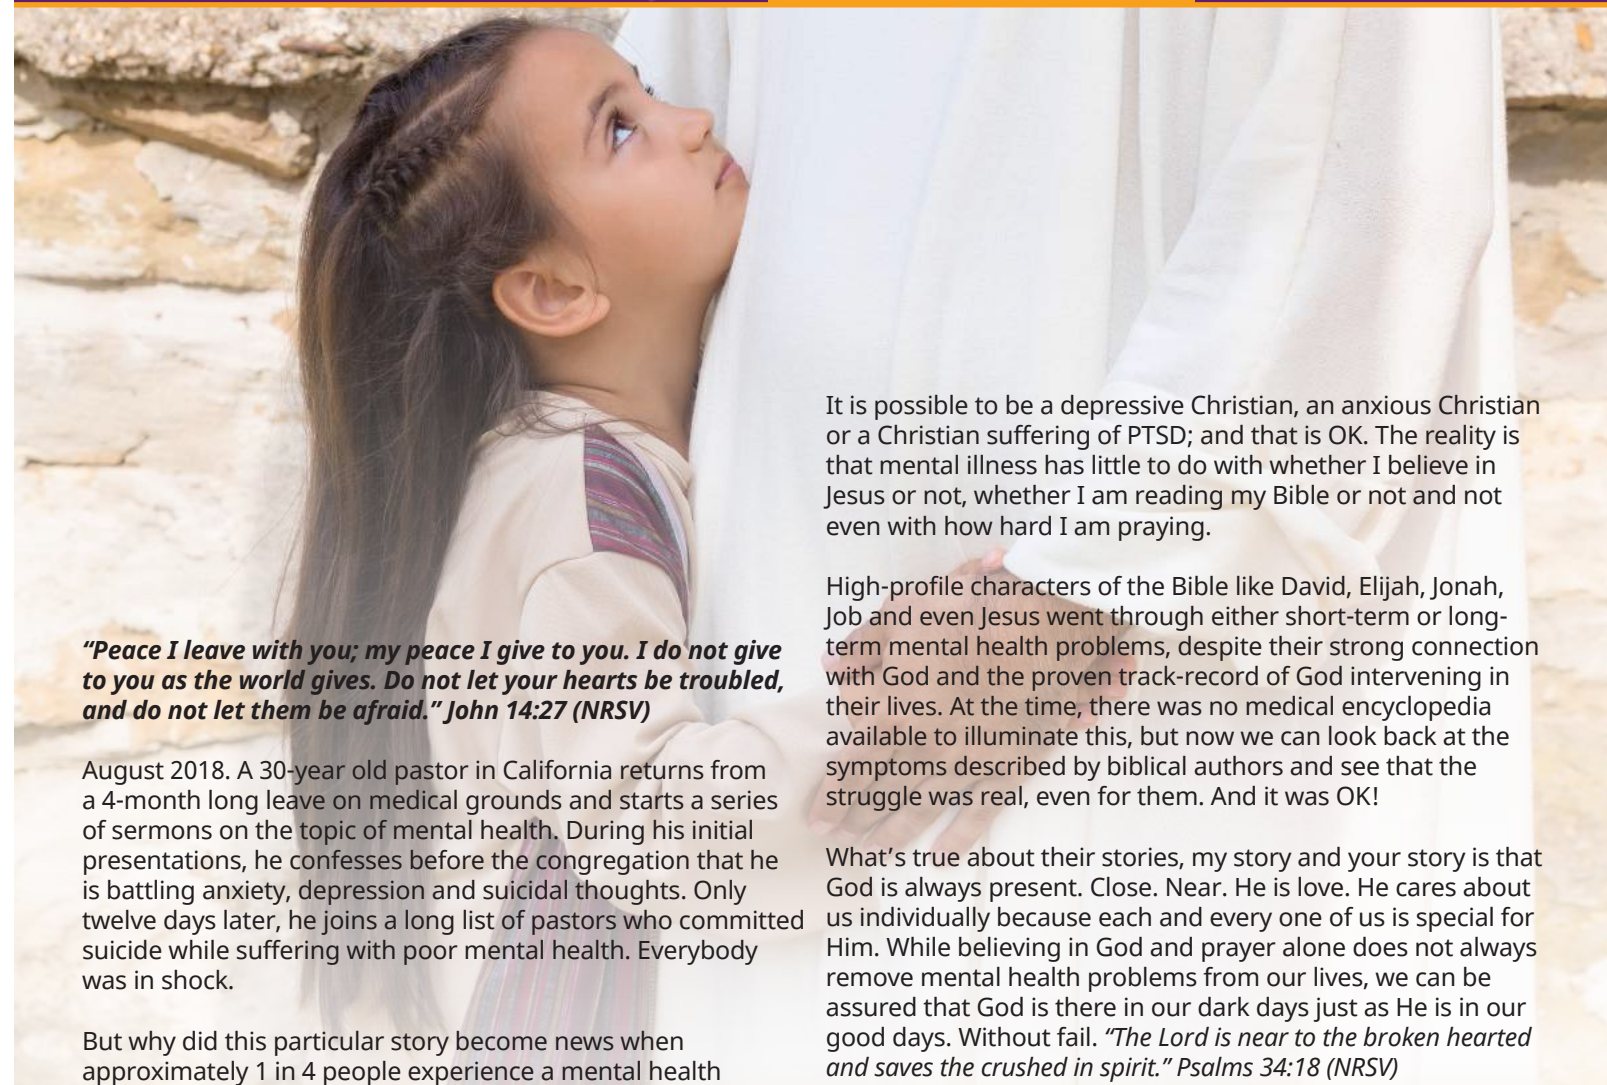 “Peace I leave with you; my peace I give to you. I do not give
to you as the world gives. Do not let your hearts be troubled,
and do not let them be afraid.” John 14:27 (NRSV)
August 2018. A 30-year old pastor in California returns from
a 4-month long leave on medical grounds and starts a series
of sermons on the topic of mental health. During his initial
presentations, he confesses before the congregation that he
is battling anxiety, depression and suicidal thoughts. Only
twelve days later, he joins a long list of pastors who committed
suicide while suffering with poor mental health. Everybody
was in shock.
But why did this particular story become news when
approximately 1 in 4 people experience a mental health
It is possible to be a depressive Christian, an anxious Christian
or a Christian suffering of PTSD; and that is OK. The reality is
that mental illness has little to do with whether I believe in
Jesus or not, whether I am reading my Bible or not and not
even with how hard I am praying.
High-profile characters of the Bible like David, Elijah, Jonah,
Job and even Jesus went through either short-term or long-
term mental health problems, despite their strong connection
with God and the proven track-record of God intervening in
their lives. At the time, there was no medical encyclopedia
available to illuminate this, but now we can look back at the
symptoms described by biblical authors and see that the
struggle was real, even for them. And it was OK!
What’s true about their stories, my story and your story is that
God is always present. Close. Near. He is love. He cares about
us individually because each and every one of us is special for
Him. While believing in God and prayer alone does not always
remove mental health problems from our lives, we can be
assured that God is there in our dark days just as He is in our
good days. Without fail. “The Lord is near to the broken hearted
and saves the crushed in spirit.” Psalms 34:18 (NRSV)